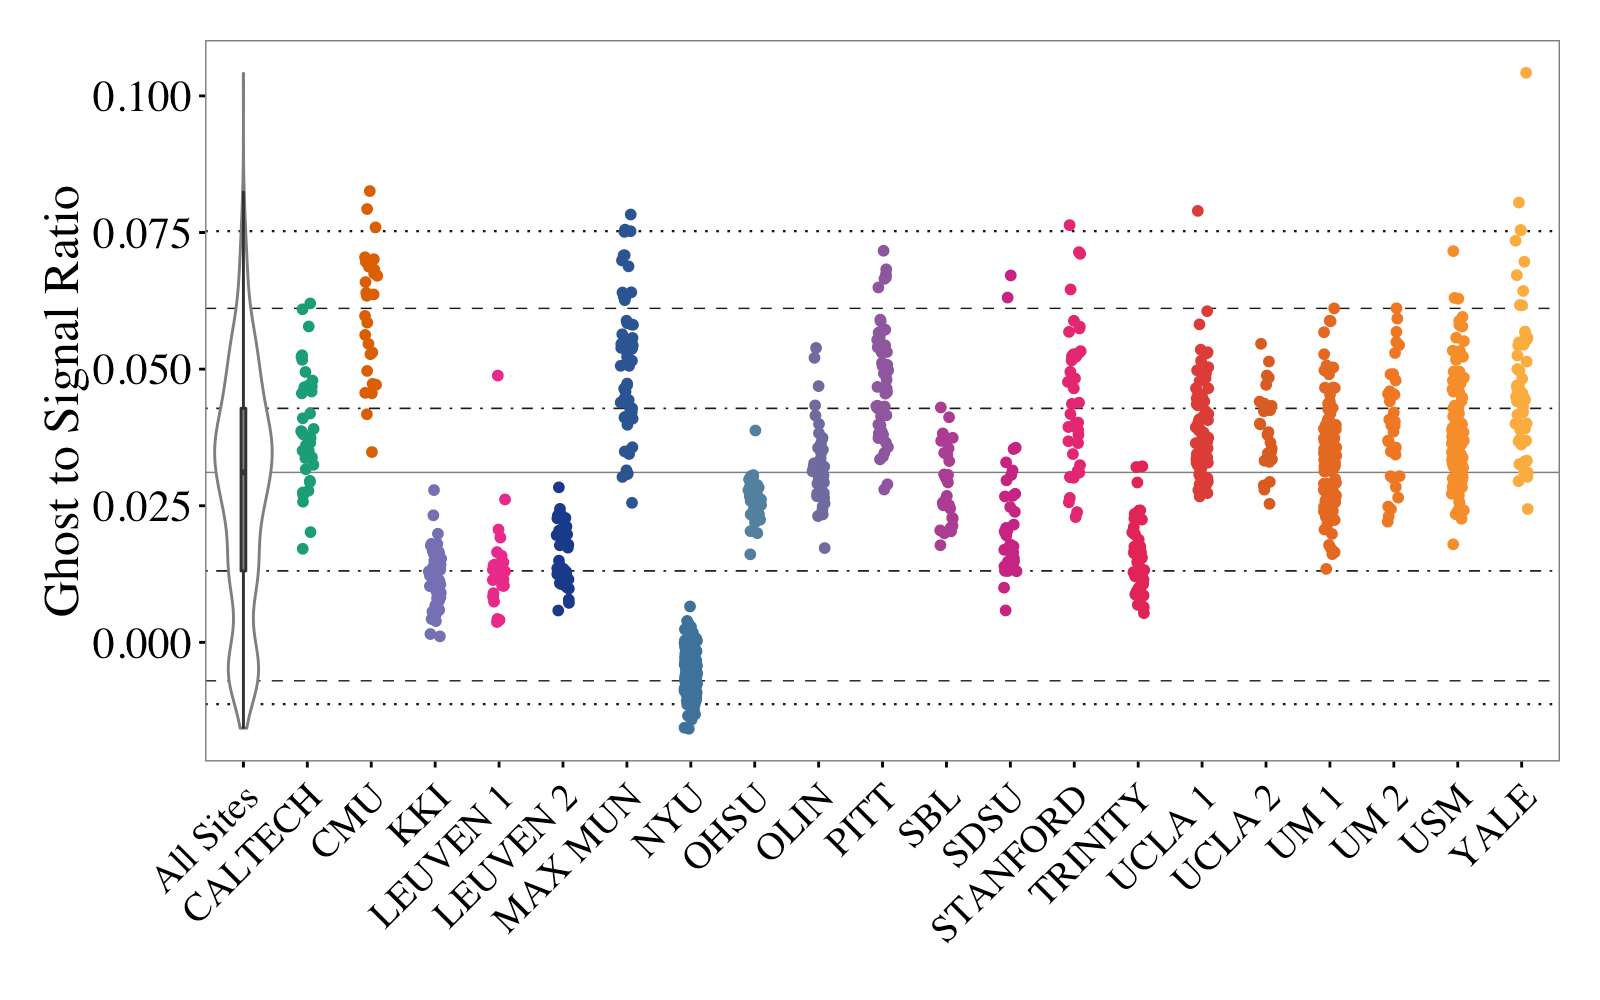 Ghost to Signal Ratio
0.100
0.075
0.050
0.025
0.000
All Sites
CALTECH
CMU
KKI
LEUVEN 1
LEUVEN 2
MAX MUN
NYU
OHSU
OLIN
PITT
SBL
SDSU
STANFORD
TRINITY
UCLA 1
UCLA 2
UM 1
UM 2
USM
YALE